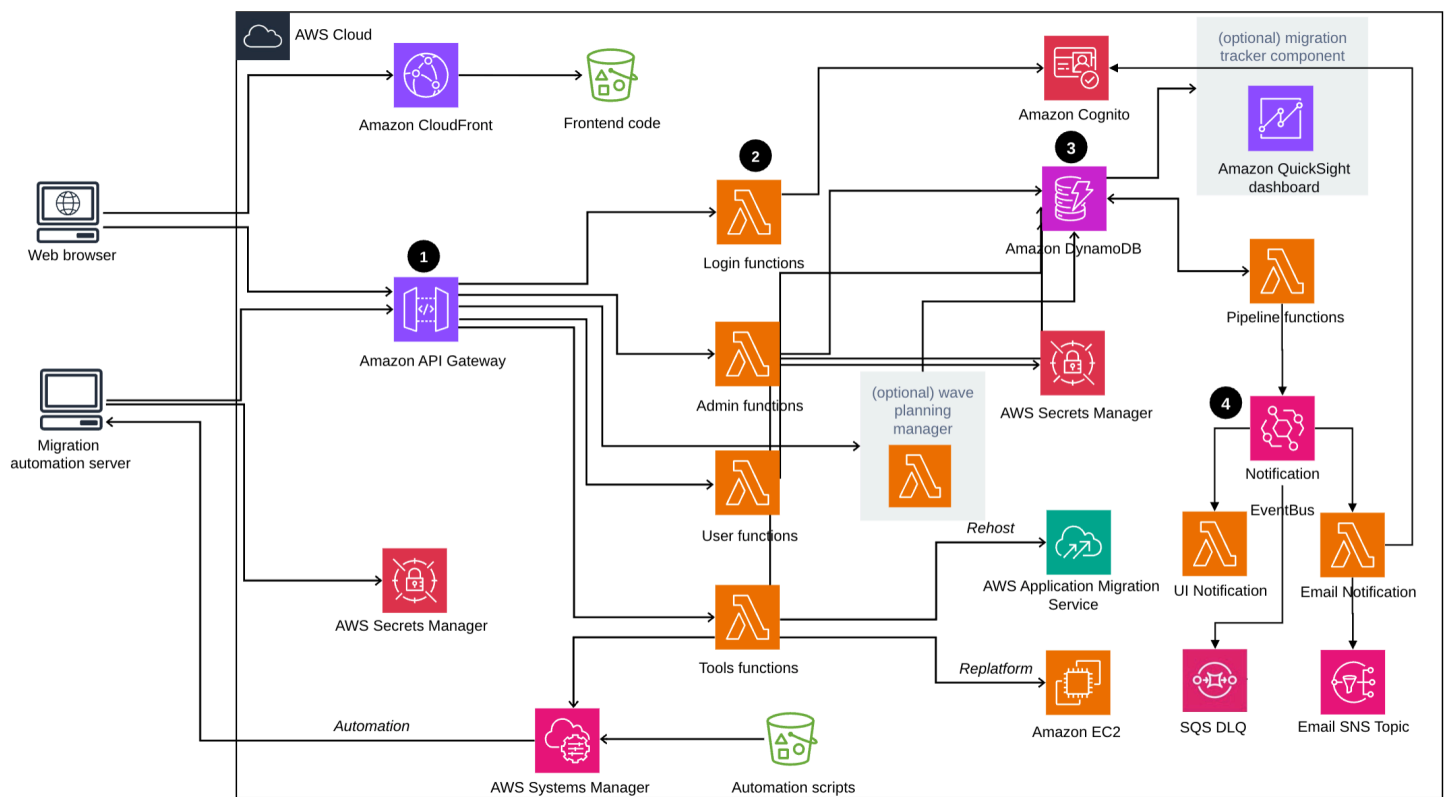 AWS Cloud
Amazon CloudFront
Frontend code
2
Amazon Cognito
(optional) migration
tracker component
Amazon QuickSight
dashboard
3
Amazon DynamoDB
Web browser
1
Amazon API Gateway
Login functions
Pipeline functions
Admin functions
(optional) wave
planning
manager
AWS Secrets Manager
4
Notification
EventBus
Migration
automation server
User functions
Rehost
AWS Application Migration
Service
UI Notification
Email Notification
AWS Secrets Manager
Tools functions
Replatform
Amazon EC2
SQS DLQ
Email SNS Topic
Automation
AWS Systems Manager
Automation scripts